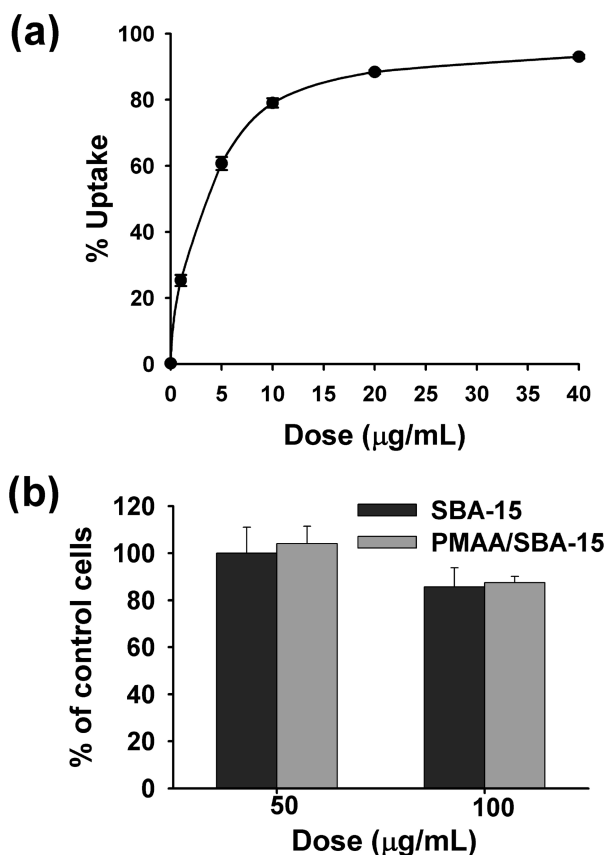 (a)
% Uptake
100
80
60
40
20
0
0 5 10 15 20 25 30 35 40
Dose (μg/mL)
(b)
% of control cells
120
100
80
60
40
20
0
SBA-15
PMAA/SBA-15
50 100
Dose (μg/mL)